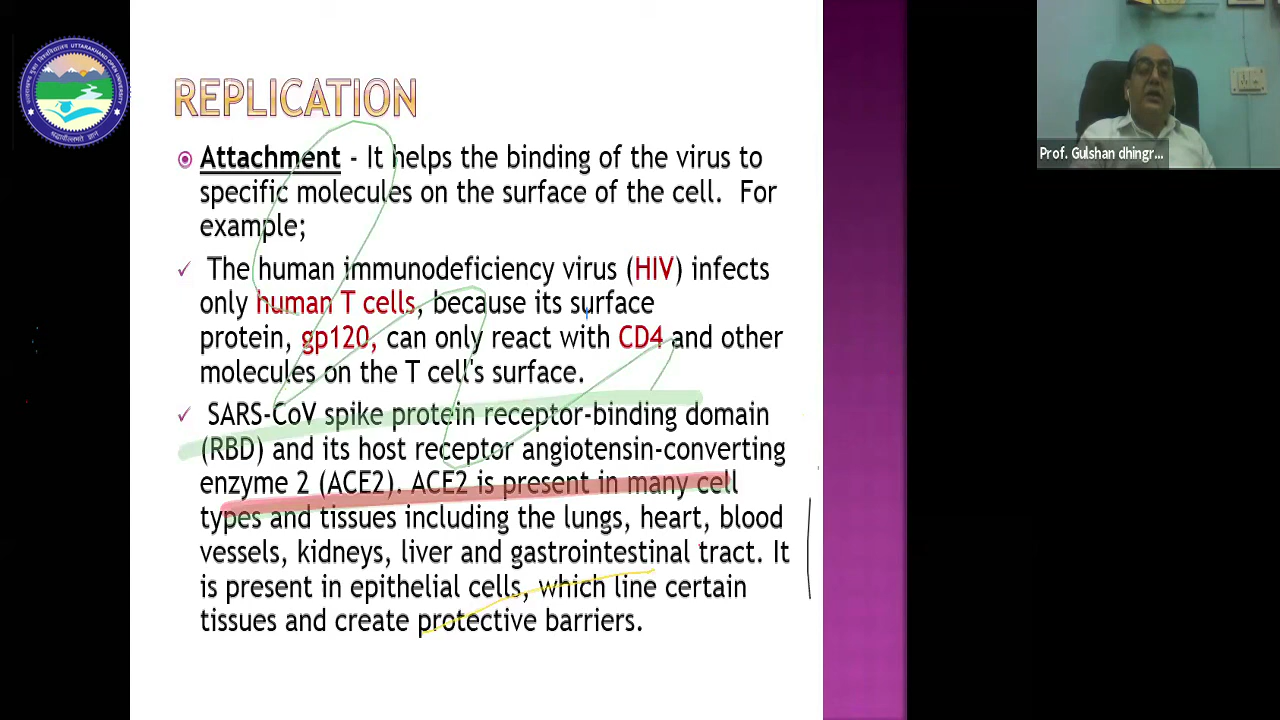 REPLICATION
Attachment - It helps the binding of the virus to
specific molecules on the surface of the cell. For
example;
The human immunodeficiency virus (HIV) infects
only human T cells, because its surface
protein, gp120, can only react with CD4 and other
molecules on the T cell's surface.
SARS-CoV spike protein receptor-binding domain
(RBD) and its host receptor angiotensin-converting
enzyme 2 (ACE2). ACE2 is present in many cell
types and tissues including the lungs, heart, blood
vessels, kidneys, liver and gastrointestinal tract. It
is present in epithelial cells, which line certain
tissues and create protective barriers.
Prof. Gulshan dhingr...
UTTARAKHAND OPEN UNIVERSITY